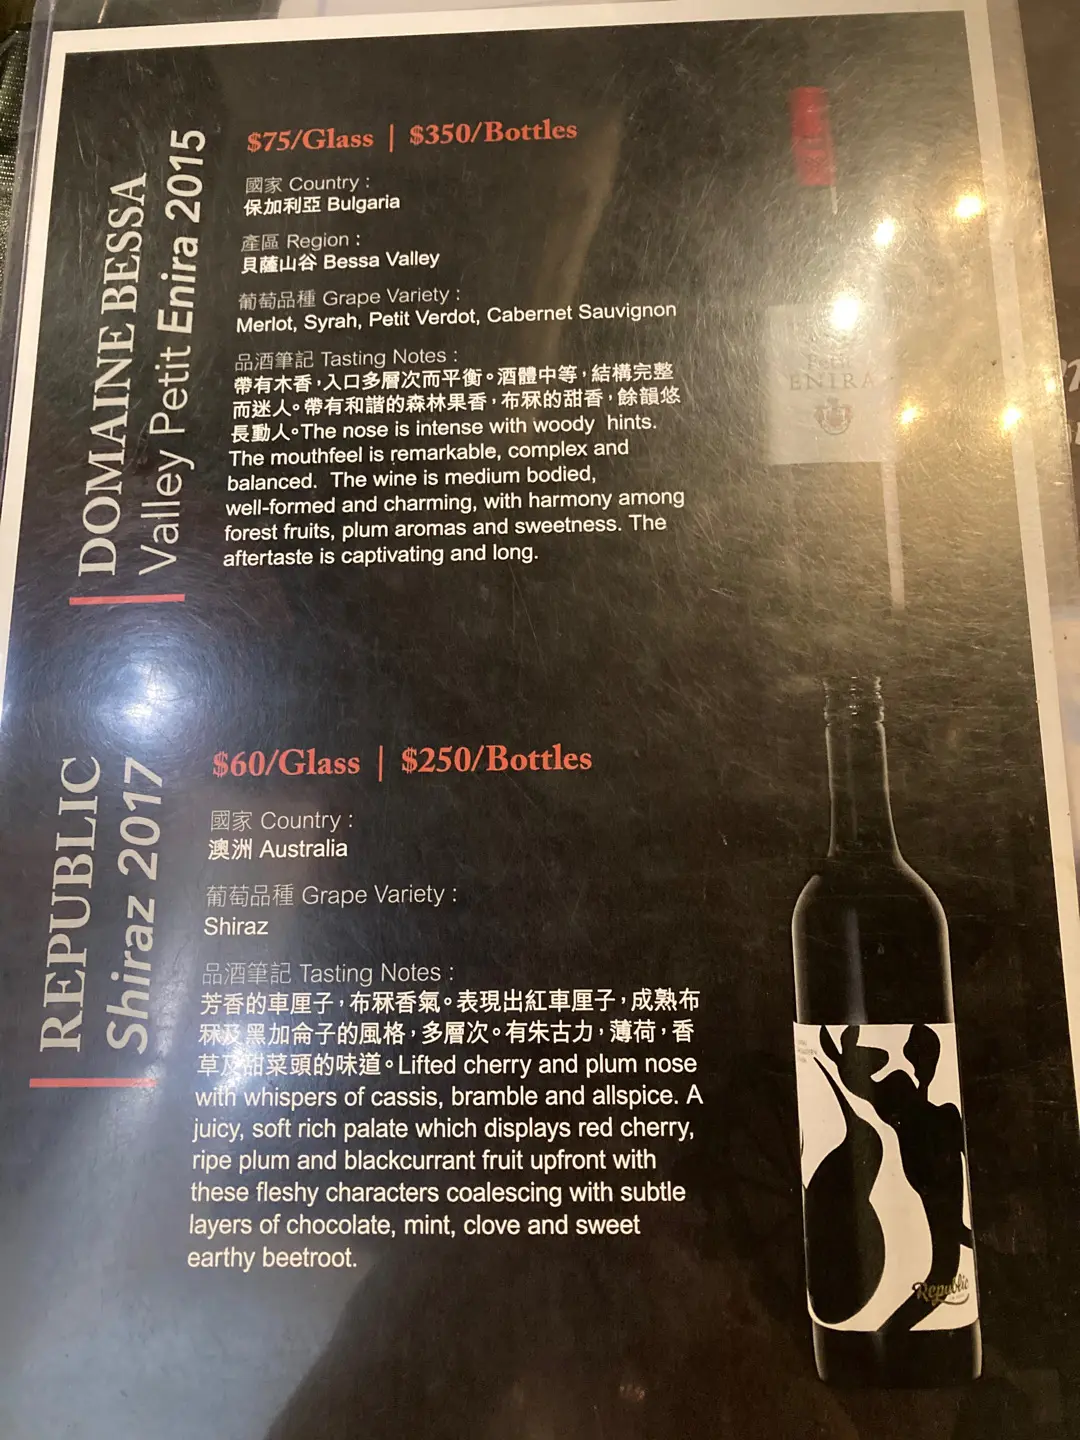 DOMAINE BESSA
Valley Petit Enira 2015
$75/Glass | $350/Bottles
國家 Country :
保加利亞 Bulgaria
產區 Region :
貝薩山谷 Bessa Valley
葡萄品種 Grape Variety :
Merlot, Syrah, Petit Verdot, Cabernet Sauvignon
品酒筆記 Tasting Notes :
帶有木香，入口多層次而平衡。酒體中等，結構完整
而迷人。帶有和諧的森林果香，布冧的甜香，餘韻悠
長動人。The nose is intense with woody hints.
The mouthfeel is remarkable, complex and
balanced. The wine is medium bodied,
well-formed and charming, with harmony among
forest fruits, plum aromas and sweetness. The
aftertaste is captivating and long.
Petit
ENIRA
REPUBLIC
Shiraz 2017
$60/Glass | $250/Bottles
國家 Country :
澳洲 Australia
葡萄品種 Grape Variety :
Shiraz
品酒筆記 Tasting Notes :
芳香的車厘子，布冧香氣。表現出紅車厘子，成熟布
冧及黑加侖子的風格，多層次。有朱古力，薄荷，香
草及甜菜頭的味道。Lifted cherry and plum nose
with whispers of cassis, bramble and allspice. A
juicy, soft rich palate which displays red cherry,
ripe plum and blackcurrant fruit upfront with
these fleshy characters coalescing with subtle
layers of chocolate, mint, clove and sweet
earthy beetroot.
Republic